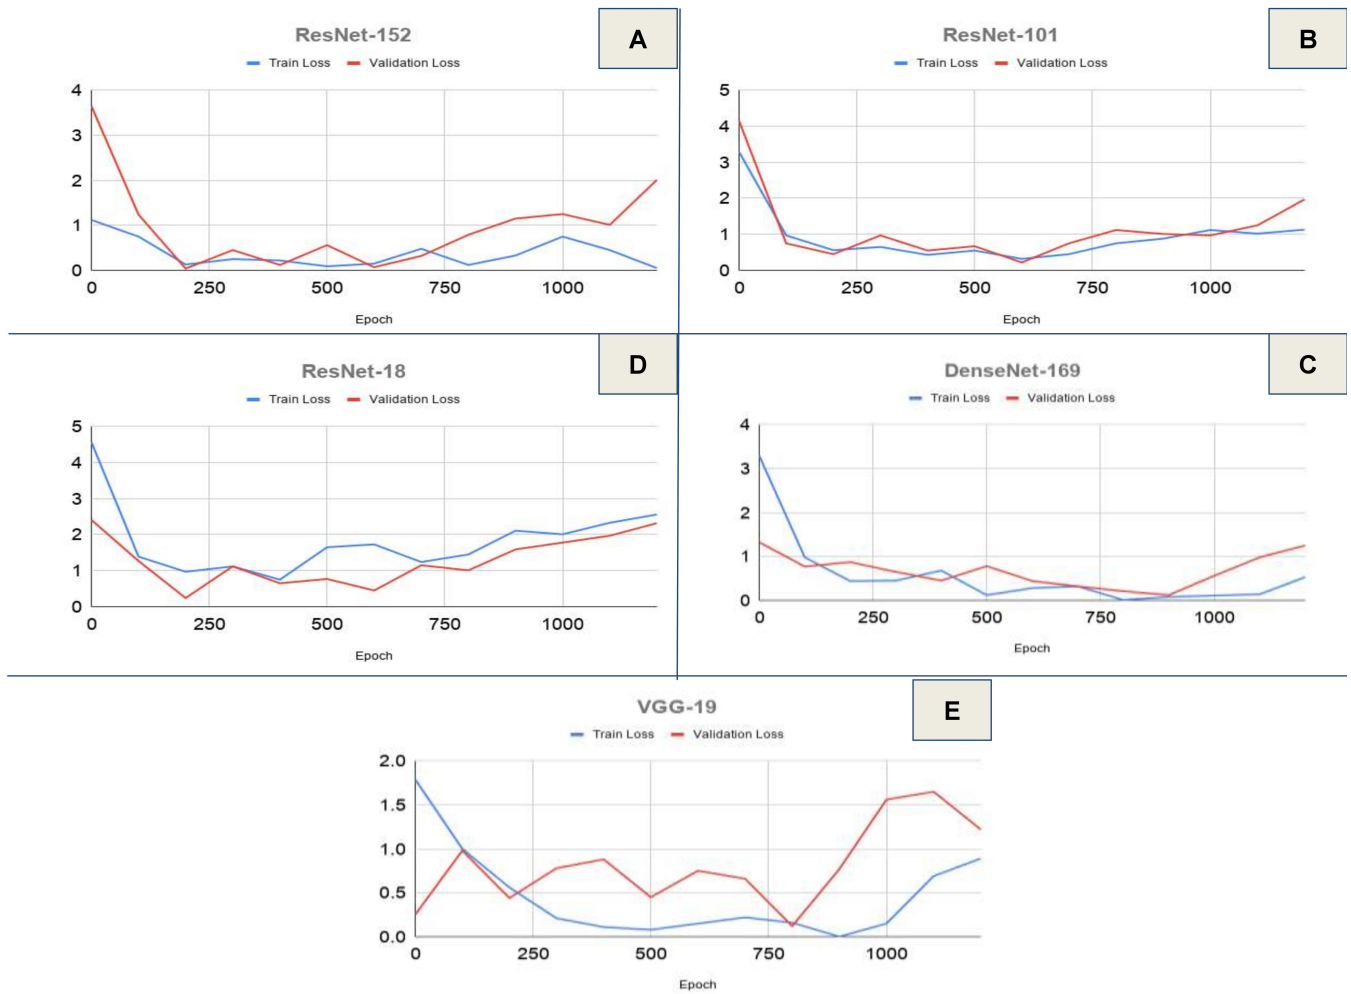 ResNet-152
A
Train Loss Validation Loss
4
3
2
1
0
0 250 500 750 1000
Epoch
ResNet-101
B
Train Loss Validation Loss
5
4
3
2
1
0
0 250 500 750 1000
Epoch
ResNet-18
D
Train Loss Validation Loss
5
4
3
2
1
0
0 250 500 750 1000
Epoch
DenseNet-169
C
Train Loss Validation Loss
4
3
2
1
0
0 250 500 750 1000
Epoch
VGG-19
E
Train Loss Validation Loss
2.0
1.5
1.0
0.5
0.0
0 250 500 750 1000
Epoch